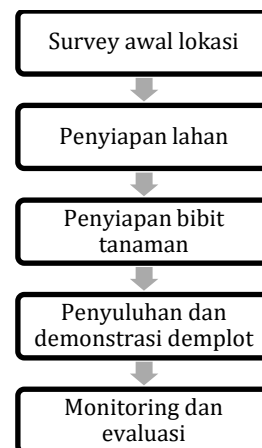 Survey awal lokasi
Penyiapan lahan
Penyiapan bibit
tanaman
Penyuluhan dan
demonstrasi demplot
Monitoring dan
evaluasi